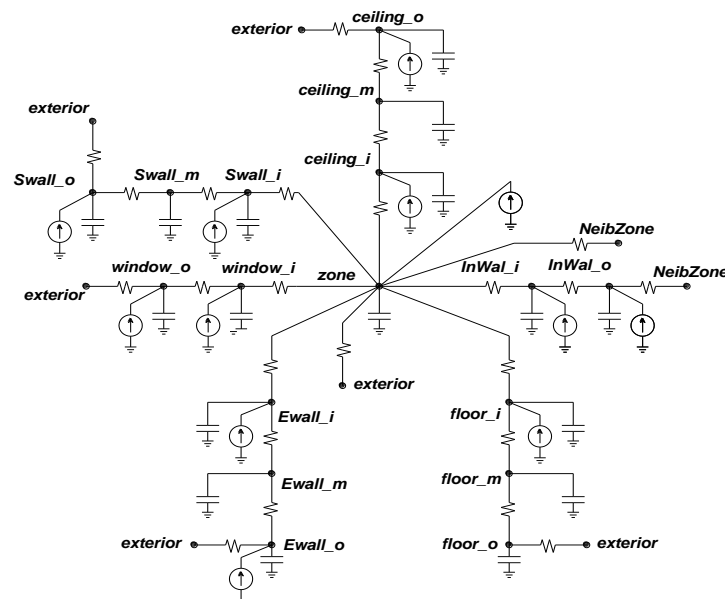 ceiling_o
exterior
ceiling_m
exterior
ceiling_i
Swall_o
Swall_m
Swall_i
NeibZone
window_o
window_i
zone
InWal_i
InWal_o
NeibZone
exterior
exterior
Ewall_i
floor_i
Ewall_m
floor_m
exterior
Ewall_o
floor_o
exterior